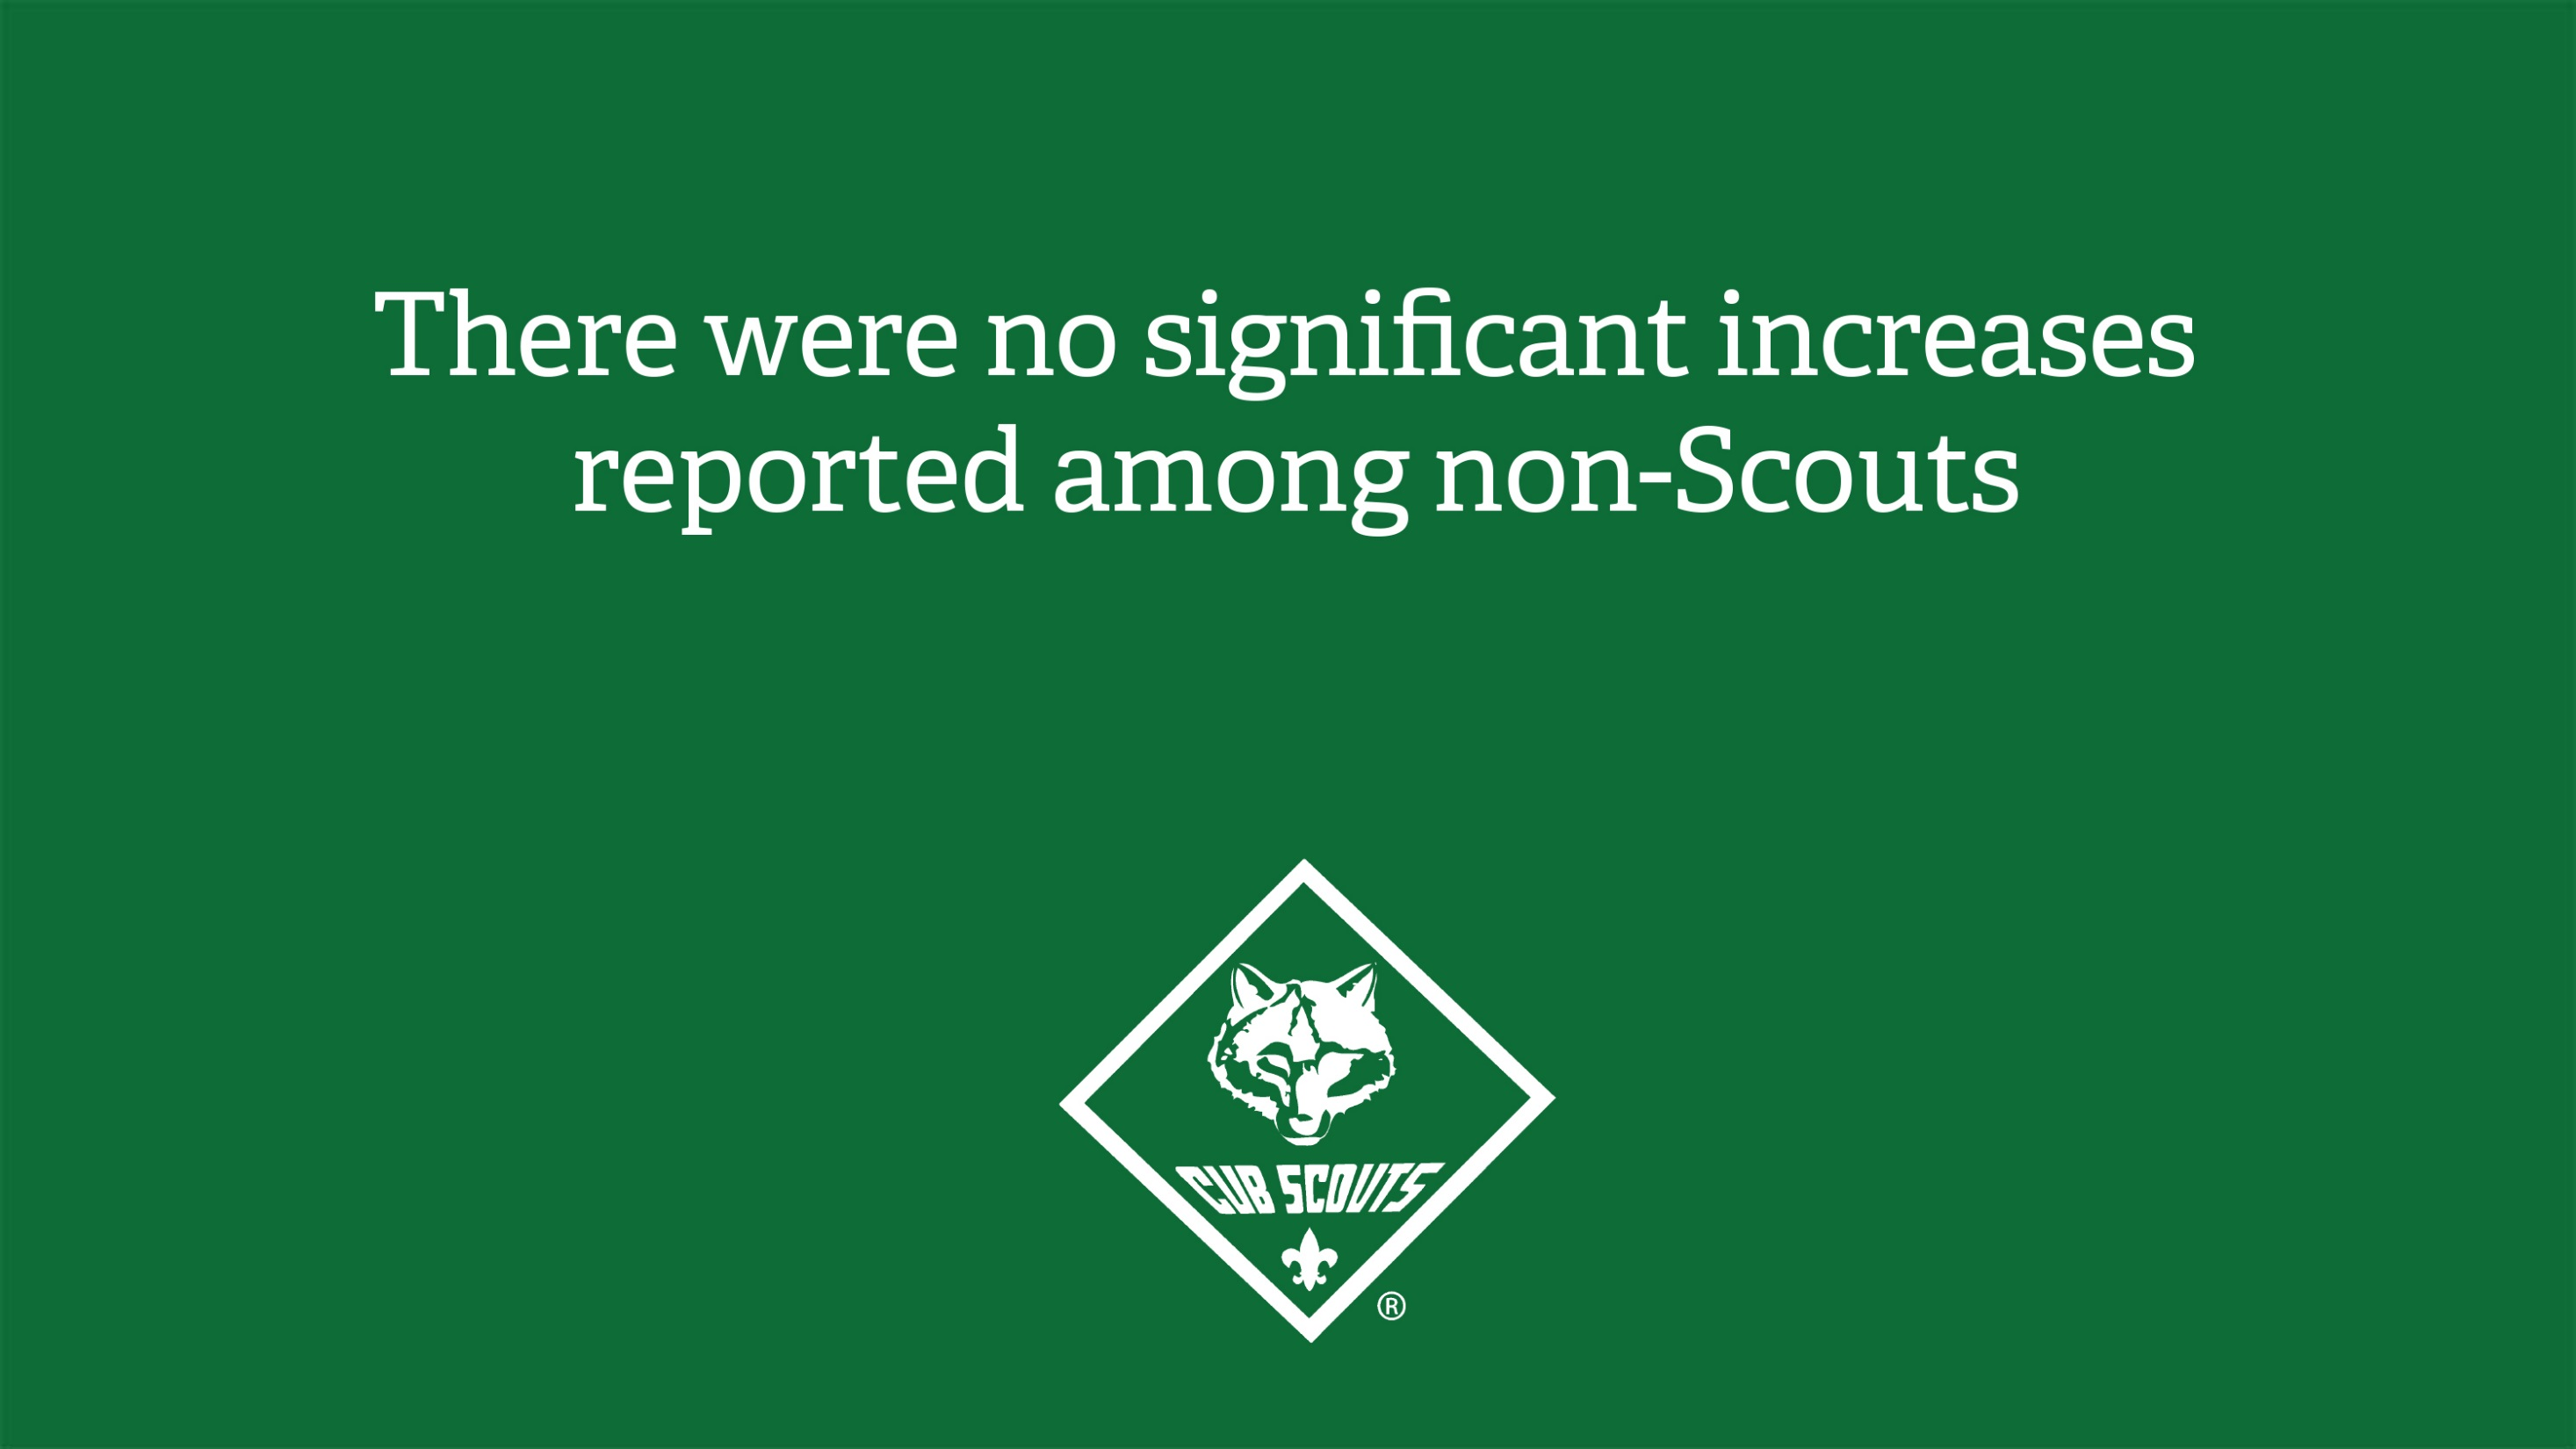 There were no significant increases
reported among non-Scouts
CUB SCOUTS
®